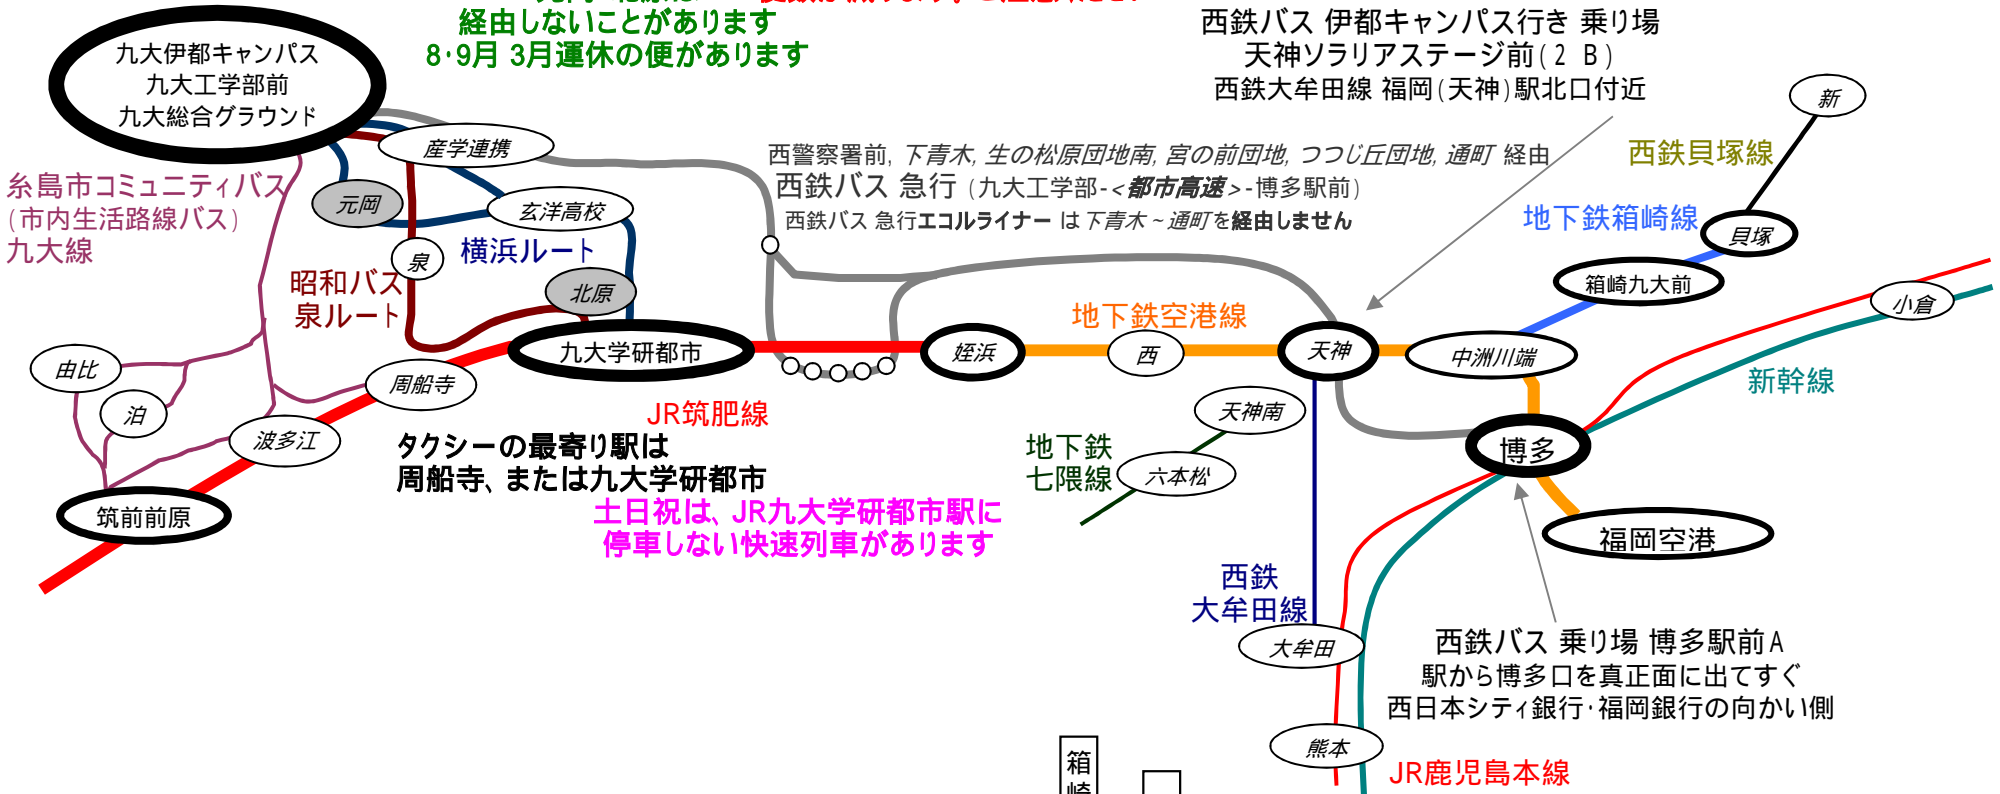 経由しないことがあります
8・9月 3月運休の便があります
西鉄バス 伊都キャンパス行き 乗り場
天神ソラリアステージ前(2 B)
西鉄大牟田線 福岡(天神)駅北口付近
九大伊都キャンパス
九大工学部前
九大総合グラウンド
新
産学連携
西警察署前, 下青木, 生の松原団地南, 宮の前団地, つつじ丘団地, 通町 経由
西鉄バス 急行 (九大工学部-<都市高速>-博多駅前)
西鉄バス 急行エコルライナー は 下青木~通町を経由しません
西鉄貝塚線
糸島市コミュニティバス
(市内生活路線バス)
九大線
元岡
玄洋高校
地下鉄箱崎線
貝塚
泉
横浜ルート
昭和バス
泉ルート
北原
箱崎九大前
小倉
地下鉄空港線
九大学研都市
姪浜
西
天神
中洲川端
由比
周船寺
新幹線
泊
JR筑肥線
天神南
波多江
タクシーの最寄り駅は
周船寺、または九大学研都市
地下鉄
七隈線
六本松
博多
筑前前原
土日祝は、JR九大学研都市駅に
停車しない快速列車があります
福岡空港
西鉄
大牟田線
大牟田
西鉄バス 乗り場 博多駅前A
駅から博多口を真正面に出てすぐ
西日本シティ銀行・福岡銀行の向かい側
熊本
JR鹿児島本線
箱